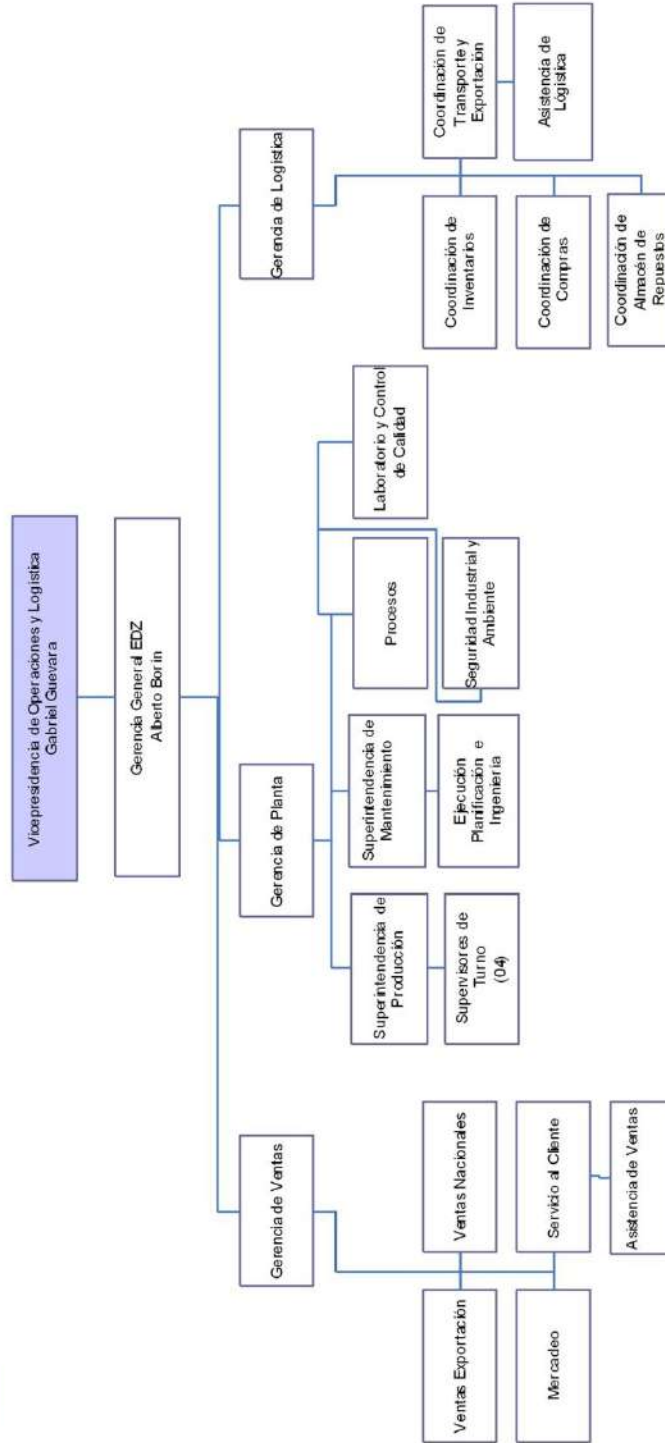 Vicepresidencia de Operaciones y Logística
Gabriel Guevara
Gerencia General EDZ
Alberto Borin
Gerencia de Ventas
Gerencia de Planta
Gerencia de Logística
Ventas Exportación
Ventas Nacionales
Mercadeo
Servicio al Cliente
Asistencia de Ventas
Superintendencia de
Producción
Supervisores de
Turno
(04)
Superintendencia de
Mantenimiento
Ejecución
Planificación e
Ingeniería
Procesos
Seguridad Industrial y
Ambiente
Laboratorio y Control
de Calidad
Coordinación de
Inventarios
Coordinación de
Transporte y
Exportación
Coordinación de
Compras
Asistencia de
Lógistica
Coordinación de
Almacén de
Repuestos